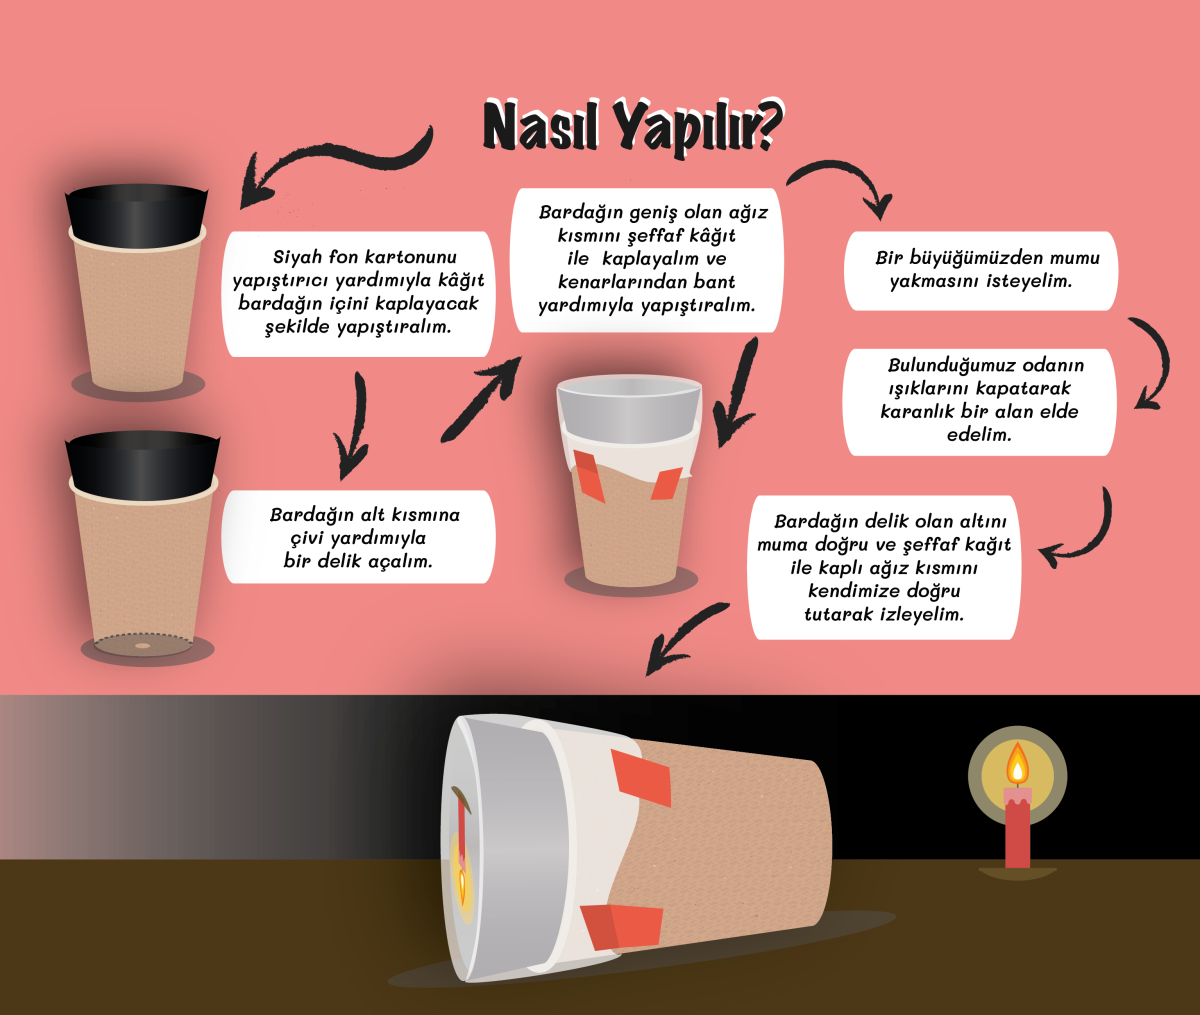 Nasıl Yapılır?
Siyah fon kartonunu
yapıştırıcı yardımıyla kâğıt
bardağın içini kaplayacak
şekilde yapıştıralım.
Bardağın alt kısmına
çivi yardımıyla
bir delik açalım.
Bardağın geniş olan ağız
kısmını şeffaf kâğıt
ile kaplayalım ve
kenarlarından bant
yardımıyla yapıştıralım.
Bir büyüğümüzden mumu
yakmasını isteyelim.
Bulunduğumuz odanın
ışıklarını kapatarak
karanlık bir alan elde
edelim.
Bardağın delik olan altını
muma doğru ve şeffaf kağıt
ile kaplı ağız kısmını
kendimize doğru
tutarak izleyelim.